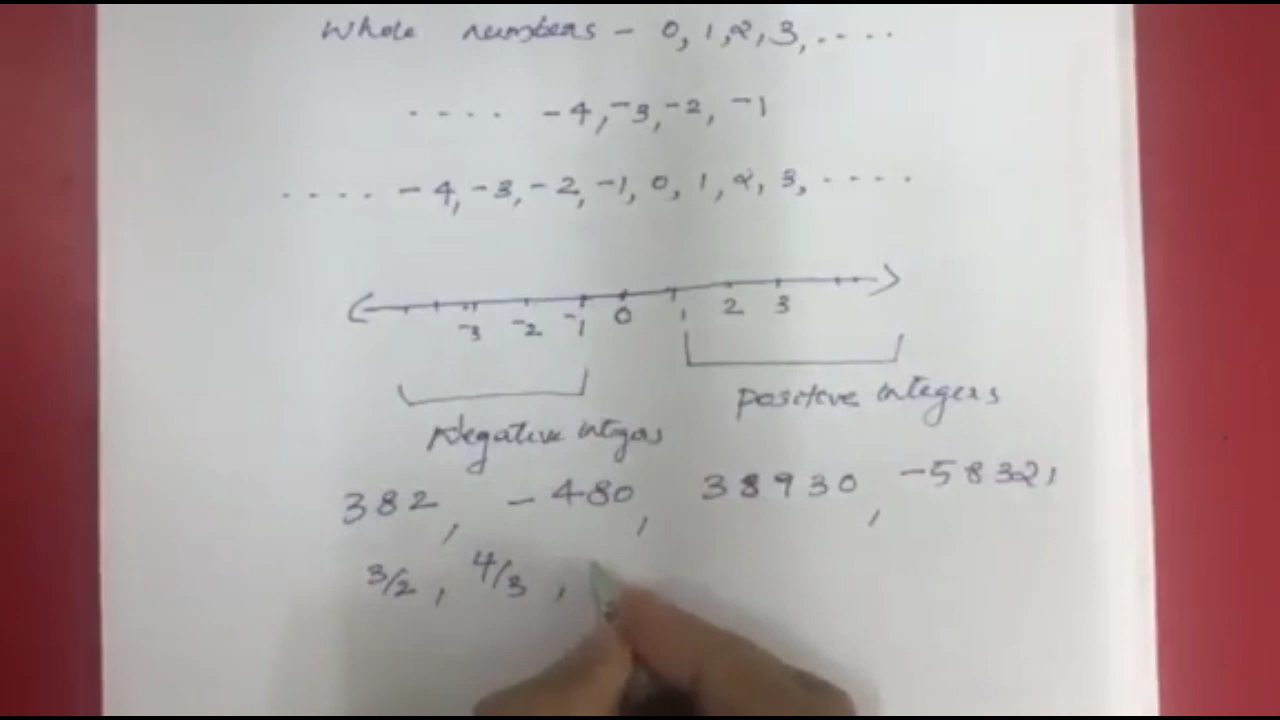 Whole numbers - 0, 1, 2, 3, ....
.... -4, -3, -2, -1
.... -4, -3, -2, -1, 0, 1, 2, 3, ....
-3 -2 -1 0 1 2 3
Negative integers
positive integers
382, -480, 38930, -58321
3/2, 4/3,